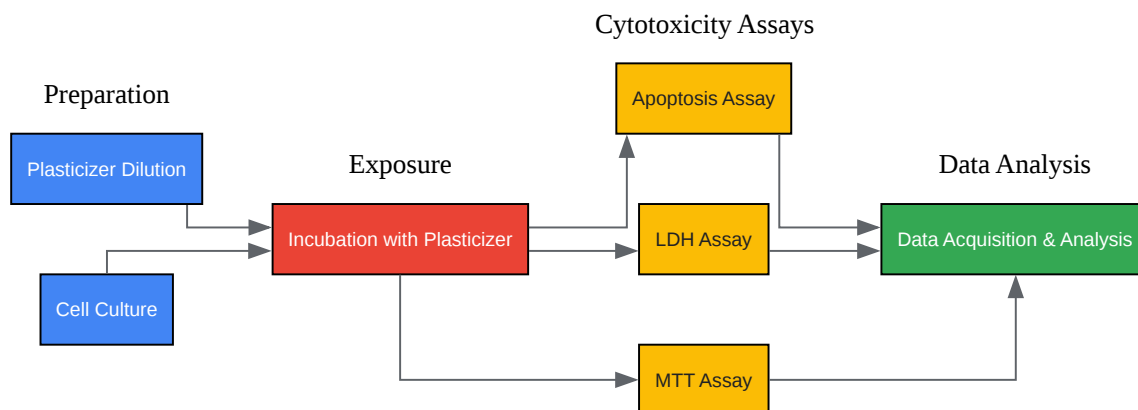 Preparation
Plasticizer Dilution
Cell Culture
Exposure
Incubation with Plasticizer
Cytotoxicity Assays
Apoptosis Assay
LDH Assay
MTT Assay
Data Analysis
Data Acquisition & Analysis